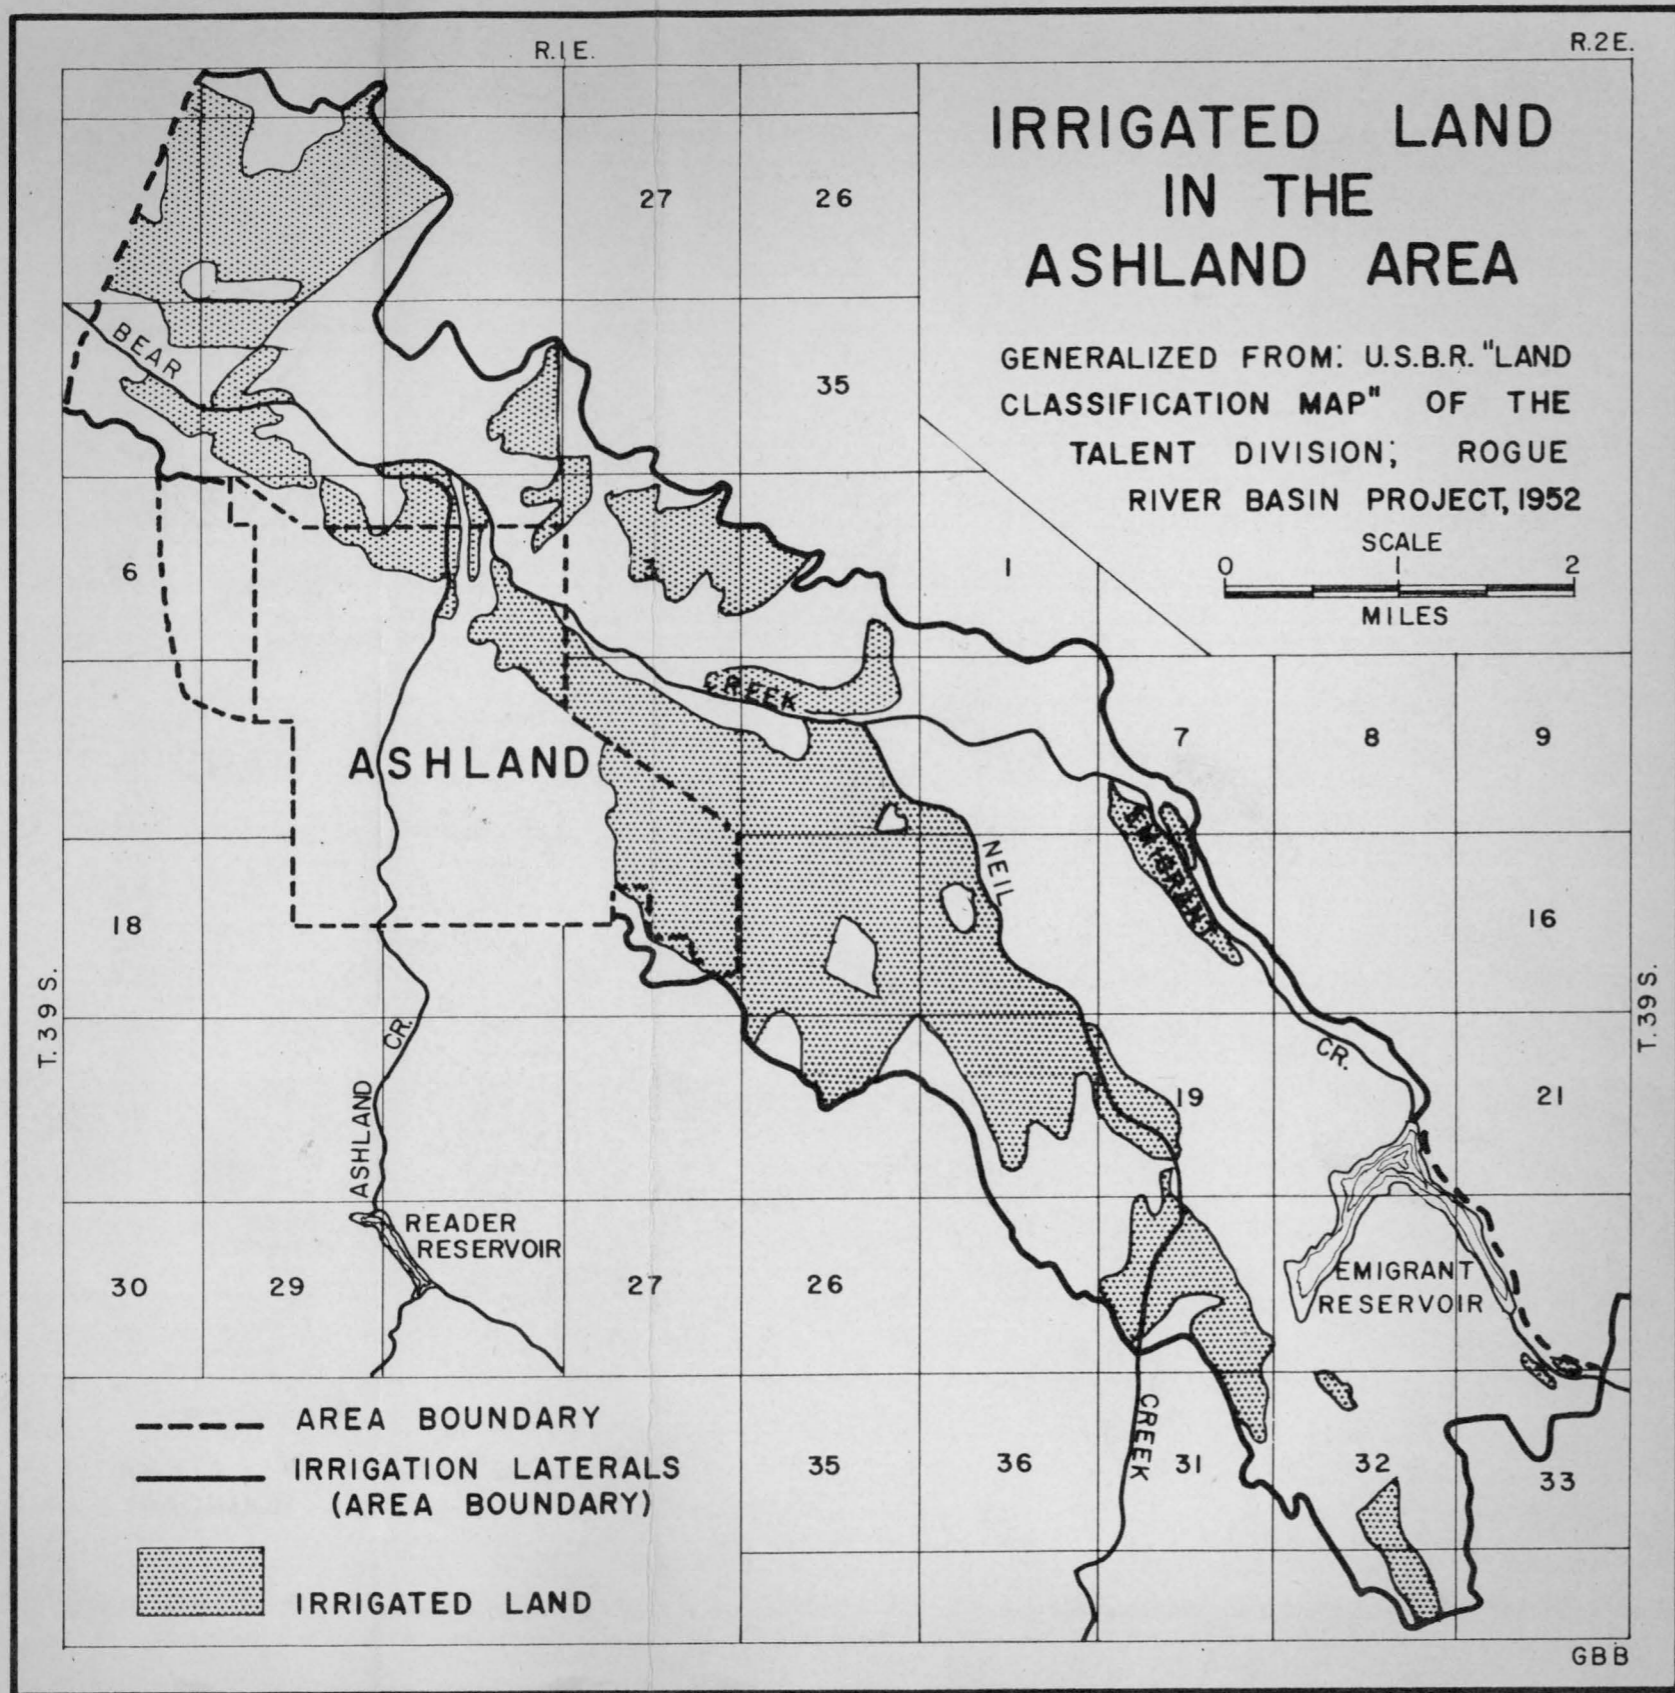 R.1E.
R.2E.
IRRIGATED LAND
IN THE
ASHLAND AREA
27
26
GENERALIZED FROM: U.S.B.R. "LAND
CLASSIFICATION MAP" OF THE
TALENT DIVISION; ROGUE
RIVER BASIN PROJECT, 1952
SCALE
0 1 2
MILES
BEAR
35
6
3
1
CREEK
7
8
9
ASHLAND
EMIGRANT
NEIL
18
16
T.39S.
T.39S.
CR.
CR.
ASHLAND
19
21
READER
RESERVOIR
30
29
27
26
EMIGRANT
RESERVOIR
AREA BOUNDARY
IRRIGATION LATERALS
(AREA BOUNDARY)
IRRIGATED LAND
35
36
CREEK
31
32
33
GBB